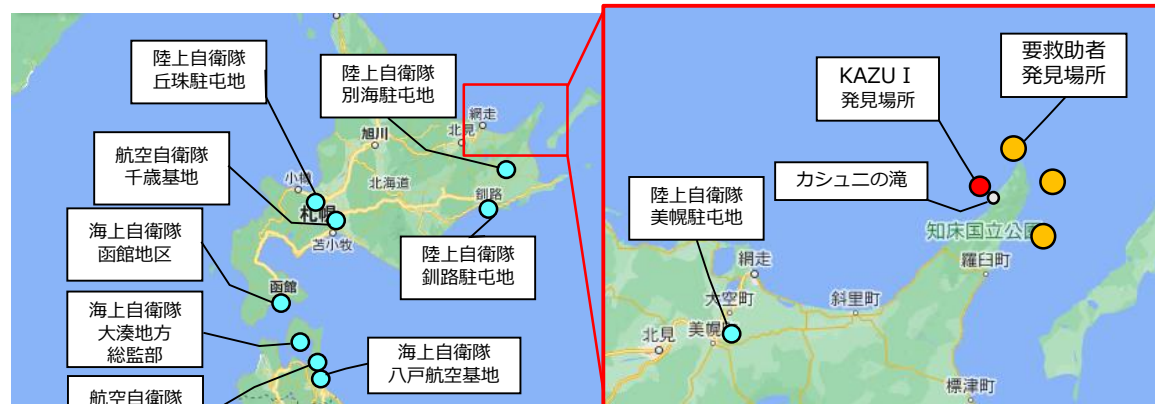 陸上自衛隊
丘珠駐屯地
陸上自衛隊
別海駐屯地
航空自衛隊
千歳基地
海上自衛隊
函館地区
海上自衛隊
大湊地方
総監部
航空自衛隊
陸上自衛隊
釧路駐屯地
海上自衛隊
八戸航空基地
網走
北見
旭川
小樽
北海道
札幌
苫小牧
釧路
函館
KAZU I
発見場所
要救助者
発見場所
カシュニの滝
陸上自衛隊
美幌駐屯地
知床国立公園
羅臼町
網走
大空町
斜里町
北見
美幌町
標津町